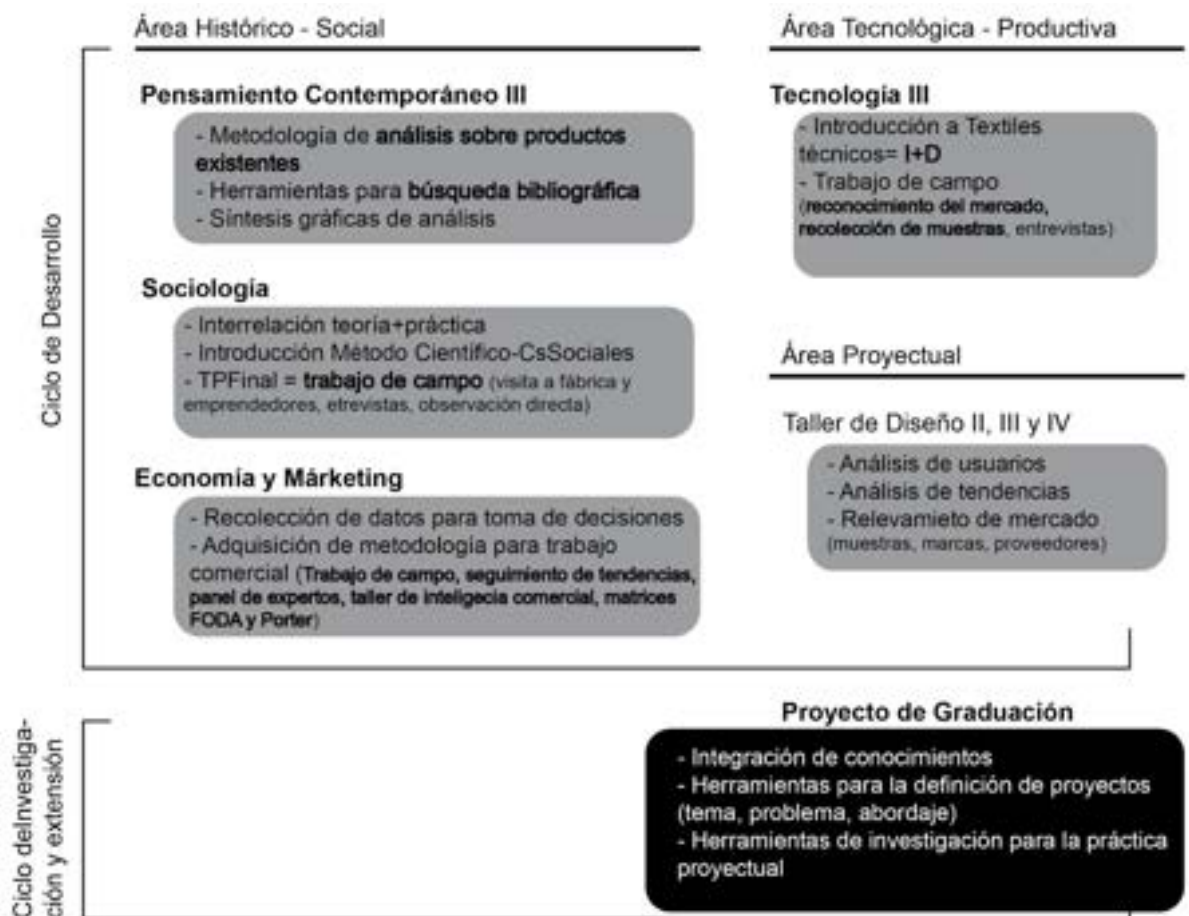 Área Histórico - Social
Pensamiento Contemporáneo III
- Metodología de análisis sobre productos
existentes
- Herramientas para búsqueda bibliográfica
- Síntesis gráficas de análisis
Sociología
- Interrelación teoría+práctica
- Introducción Método Científico-CsSociales
- TPFinal = trabajo de campo (visita a fábrica y
emprendedores, etrevistas, observación directa)
Economía y Márketing
- Recolección de datos para toma de decisiones
- Adquisición de metodología para trabajo
comercial (Trabajo de campo, seguimiento de tendencias,
panel de expertos, taller de inteligecia comercial, matrices
FODA y Porter)
Área Tecnológica - Productiva
Tecnología III
- Introducción a Textiles
técnicos= I+D
- Trabajo de campo
(reconocimiento del mercado,
recolección de muestras, entrevistas)
Área Proyectual
Taller de Diseño II, III y IV
- Análisis de usuarios
- Análisis de tendencias
- Relevamieto de mercado
(muestras, marcas, proveedores)
Ciclo de Desarrollo
Proyecto de Graduación
- Integración de conocimientos
- Herramientas para la definición de proyectos
(tema, problema, abordaje)
- Herramientas de investigación para la práctica
proyectual
Ciclo deInvestiga-
ción y extensión